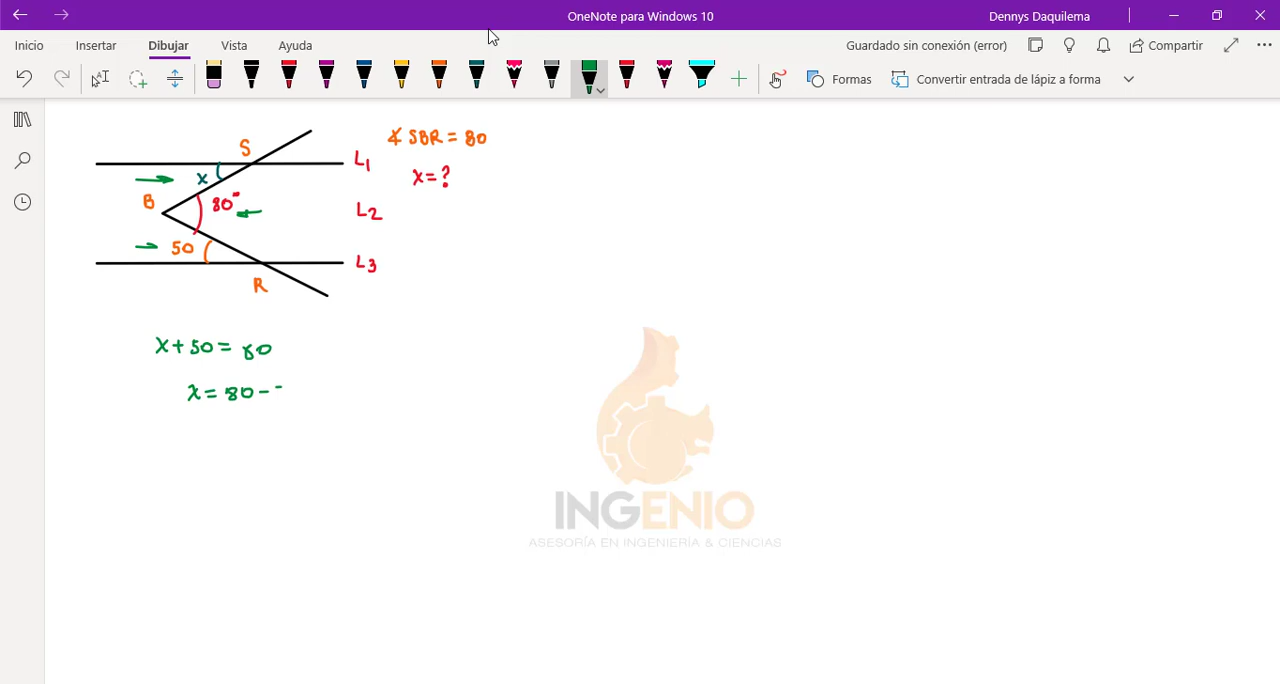 OneNote para Windows 10
Dennys Daquilema
Inicio
Insertar
Dibujar
Vista
Ayuda
Guardado sin conexión (error)
Compartir
Formas
Convertir entrada de lápiz a forma
S
∡ SBR = 80
L1
x
x = ?
B
80°
L2
50
L3
R
x + 50 = 80
x = 80 -
INGENIO
ASESORÍA EN INGENIERÍA & CIENCIAS